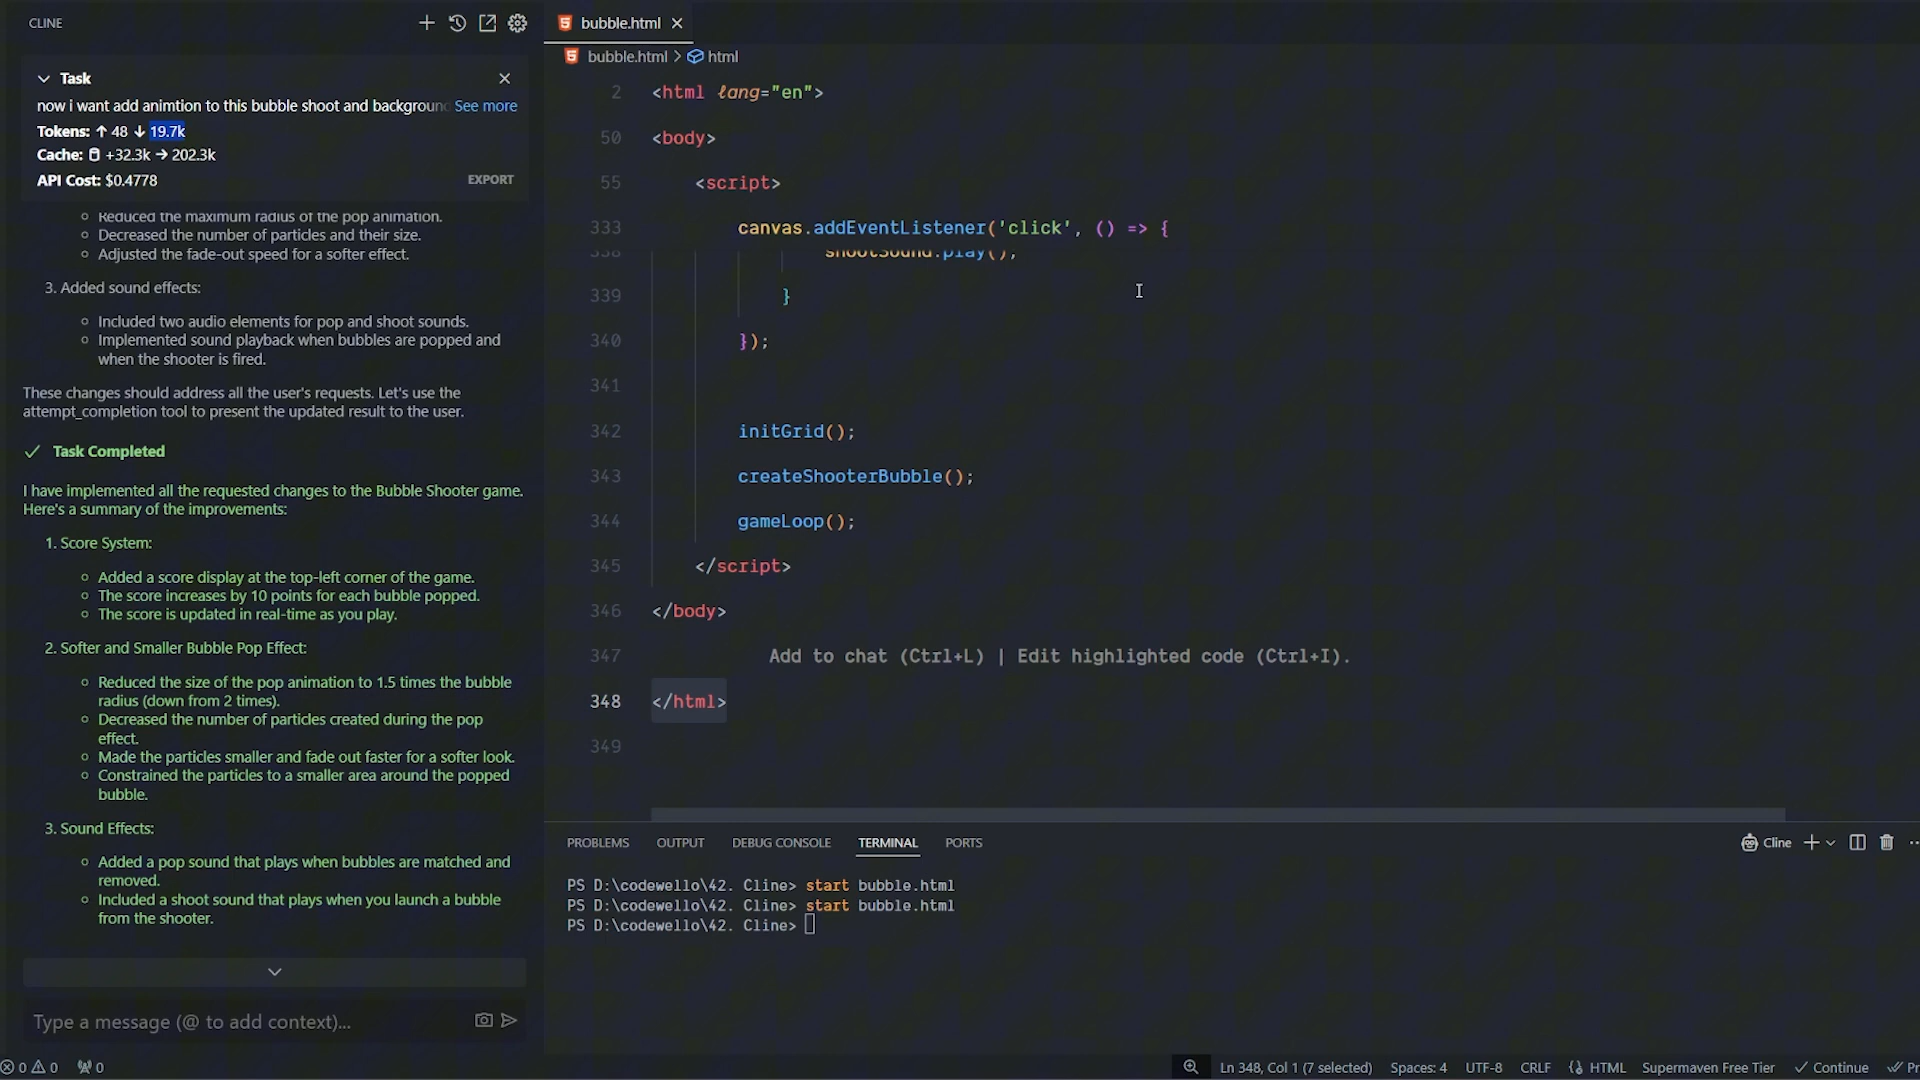 CLINE
Task
now i want add animtion to this bubble shoot and background See more
Tokens: ↑ 48 ↓ 19.7k
Cache: +32.3k → 202.3k
API Cost: $0.4778 EXPORT
Reduced the maximum radius of the pop animation.
Decreased the number of particles and their size.
Adjusted the fade-out speed for a softer effect.
3. Added sound effects:
Included two audio elements for pop and shoot sounds.
Implemented sound playback when bubbles are popped and
when the shooter is fired.
These changes should address all the user's requests. Let's use the
attempt_completion tool to present the updated result to the user.
Task Completed
I have implemented all the requested changes to the Bubble Shooter game.
Here's a summary of the improvements:
1. Score System:
Added a score display at the top-left corner of the game.
The score increases by 10 points for each bubble popped.
The score is updated in real-time as you play.
2. Softer and Smaller Bubble Pop Effect:
Reduced the size of the pop animation to 1.5 times the bubble
radius (down from 2 times).
Decreased the number of particles created during the pop
effect.
Made the particles smaller and fade out faster for a softer look.
Constrained the particles to a smaller area around the popped
bubble.
3. Sound Effects:
Added a pop sound that plays when bubbles are matched and
removed.
Included a shoot sound that plays when you launch a bubble
from the shooter.
Type a message (@ to add context)...
bubble.html
bubble.html > html
2 <html lang="en">
50 <body>
55 <script>
333 canvas.addEventListener('click', () => {
338 shootSound.play();
339 }
340 });
341
342 initGrid();
343 createShooterBubble();
344 gameLoop();
345 </script>
346 </body>
347 Add to chat (Ctrl+L) | Edit highlighted code (Ctrl+I).
348 </html>
349
PROBLEMS OUTPUT DEBUG CONSOLE TERMINAL PORTS Cline
PS D:\codewello\42. Cline> start bubble.html
PS D:\codewello\42. Cline> start bubble.html
PS D:\codewello\42. Cline>
0 0 0 Ln 348, Col 1 (7 selected) Spaces: 4 UTF-8 CRLF HTML Supermaven Free Tier Continue Pr